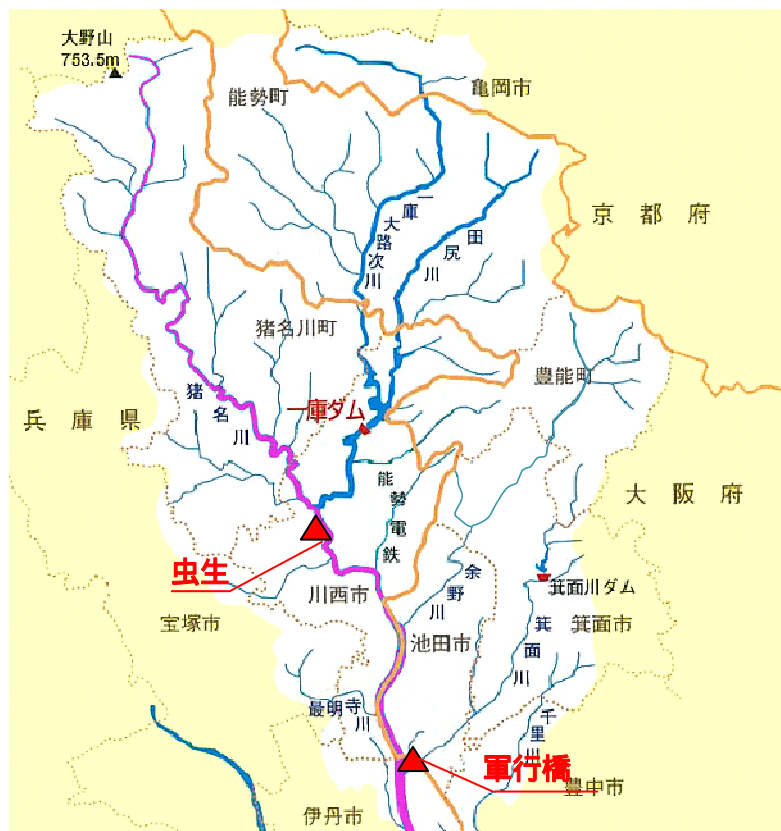 大野山
753.5m
能勢町
亀岡市
京都府
一庫
大路次川
田尻川
猪名川町
豊能町
猪名川
一庫ダム
兵庫県
大阪府
能勢電鉄
虫生
余野川
箕面川ダム
川西市
宝塚市
池田市
箕面市
箕面川
最明寺川
千里川
軍行橋
豊中市
伊丹市